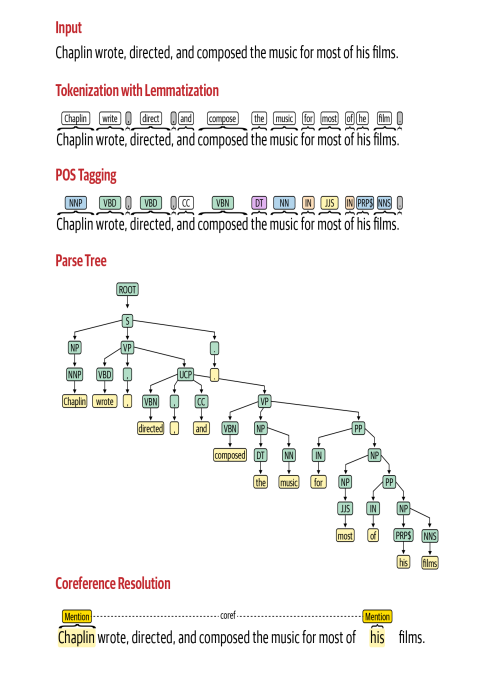 Input
Chaplin wrote, directed, and composed the music for most of his films.
Tokenization with Lemmatization
Chaplin write , direct , and compose the music for most of he film .
Chaplin wrote, directed, and composed the music for most of his films.
POS Tagging
NNP VBD , VBD , CC VBN DT NN IN JJS IN PRP$ NNS .
Chaplin wrote, directed, and composed the music for most of his films.
Parse Tree
ROOT
S
NP VP .
NNP VBD , UCP .
Chaplin wrote , VBN , CC VP
directed , and VBN NP PP
composed DT NN IN NP
the music for NP PP
JJS IN NP
most of PRP$ NNS
his films
Coreference Resolution
Mention coref Mention
Chaplin wrote, directed, and composed the music for most of his films.